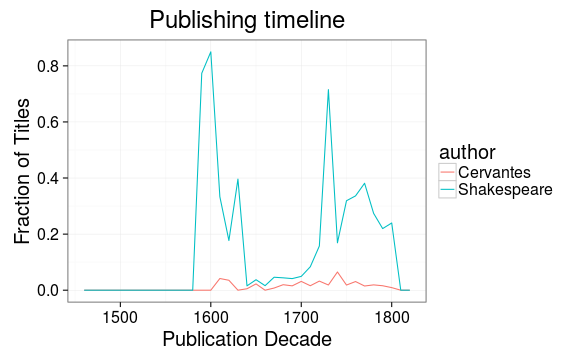 Publishing timeline
Fraction of Titles
0.8
0.6
0.4
0.2
0.0
1500 1600 1700 1800
Publication Decade
author
Cervantes
Shakespeare